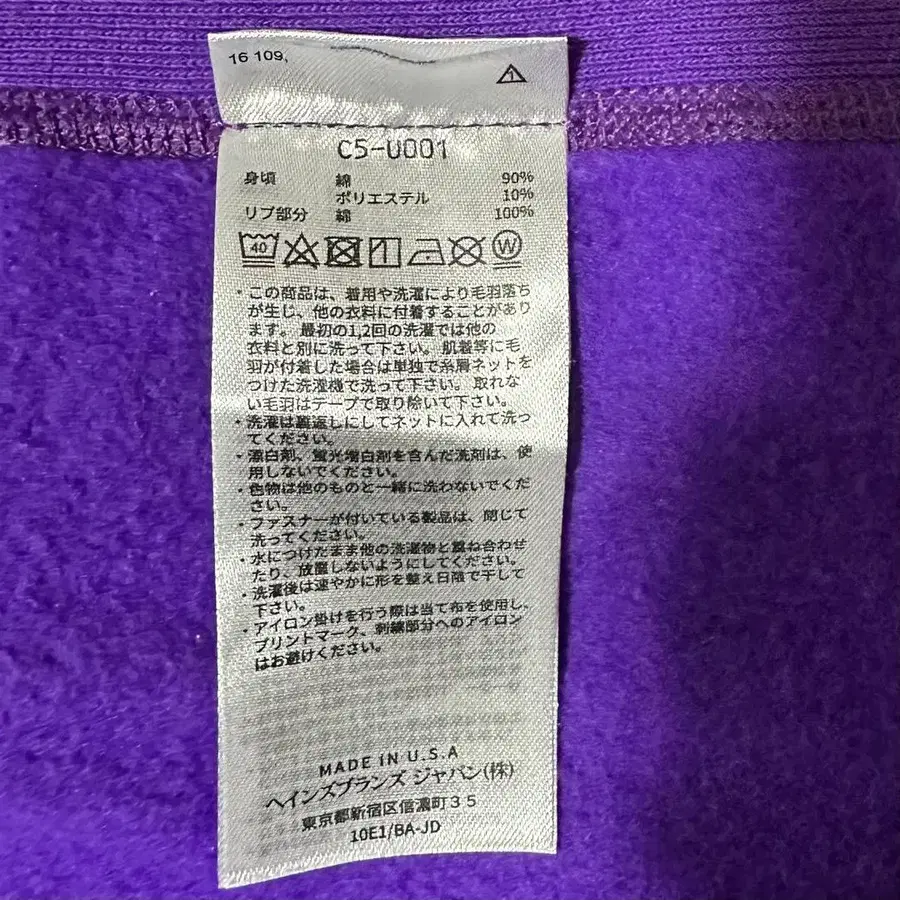 16 109,
1
C5-U001
身頃 綿 90%
ポリエステル 10%
リブ部分 綿 100%
40 W
・この商品は、着用や洗濯により毛羽落ち
が生じ、他の衣料に付着することがあり
ます。最初の1,2回の洗濯では他の
衣料と別に洗って下さい。肌着等に毛
羽が付着した場合は単独で糸屑ネットを
つけた洗濯機で洗って下さい。取れな
い毛羽はテープで取り除いて下さい。
・洗濯は裏返しにしてネットに入れて洗っ
てください。
・漂白剤、蛍光増白剤を含んだ洗剤は、使
用しないでください。
・色物は他のものと一緒に洗わないでくだ
さい。
・ファスナーが付いている製品は、閉じて
洗ってください。
・水につけたまま他の洗濯物と重ね合わせ
たり、放置しないようにしてください。
・洗濯後は速やかに形を整え日陰で干して
下さい。
・アイロン掛けを行う際は当て布を使用し、
プリントマーク、刺繍部分へのアイロン
はお避けください。
MADE IN U.S.A
ヘインズブランズ ジャパン(株)
東京都新宿区信濃町35
10E1/BA-JD